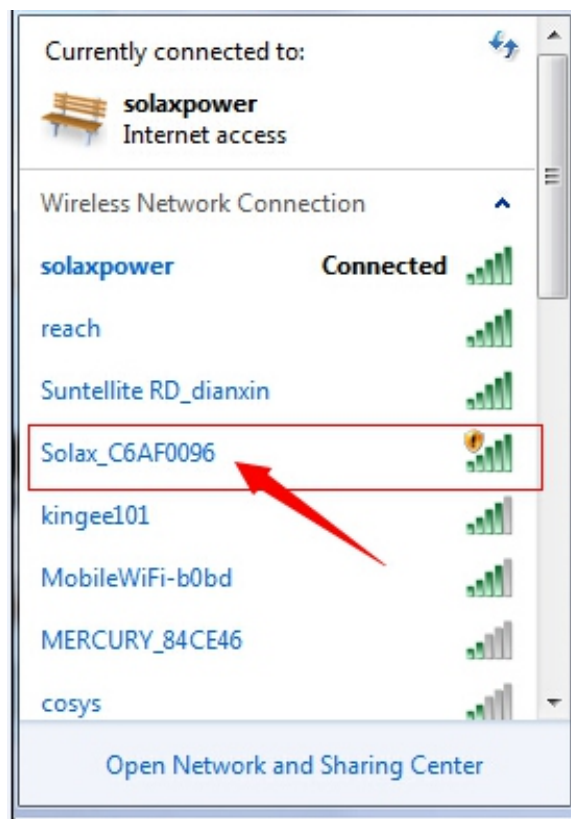 Currently connected to:
solaxpower
Internet access
Wireless Network Connection
solaxpower Connected
reach
Suntellite RD_dianxin
Solax_C6AF0096
kingee101
MobileWiFi-b0bd
MERCURY_84CE46
cosys
Open Network and Sharing Center